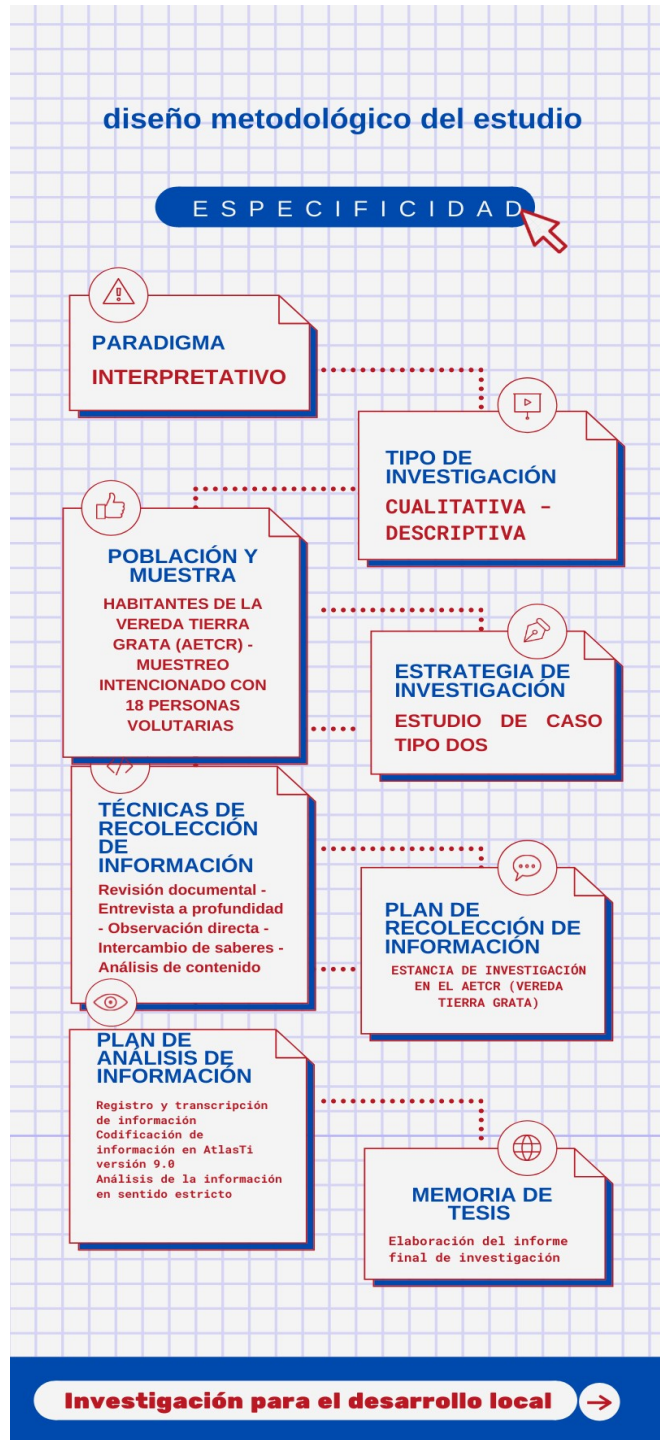 diseño metodológico del estudio
ESPECIFICIDAD
PARADIGMA
INTERPRETATIVO
TIPO DE
INVESTIGACIÓN
CUALITATIVA –
DESCRIPTIVA
POBLACIÓN Y
MUESTRA
HABITANTES DE LA
VEREDA TIERRA
GRATA (AETCR) -
MUESTREO
INTENCIONADO CON
18 PERSONAS
VOLUTARIAS
ESTRATEGIA DE
INVESTIGACIÓN
ESTUDIO DE CASO
TIPO DOS
TÉCNICAS DE
RECOLECCIÓN
DE
INFORMACIÓN
Revisión documental -
Entrevista a profundidad
- Observación directa -
Intercambio de saberes -
Análisis de contenido
PLAN DE
RECOLECCIÓN DE
INFORMACIÓN
ESTANCIA DE INVESTIGACIÓN
EN EL AETCR (VEREDA
TIERRA GRATA)
PLAN DE
ANÁLISIS DE
INFORMACIÓN
Registro y transcripción
de información
Codificación de
información en AtlasTi
versión 9.0
Análisis de la información
en sentido estricto
MEMORIA DE
TESIS
Elaboración del informe
final de investigación
Investigación para el desarrollo local